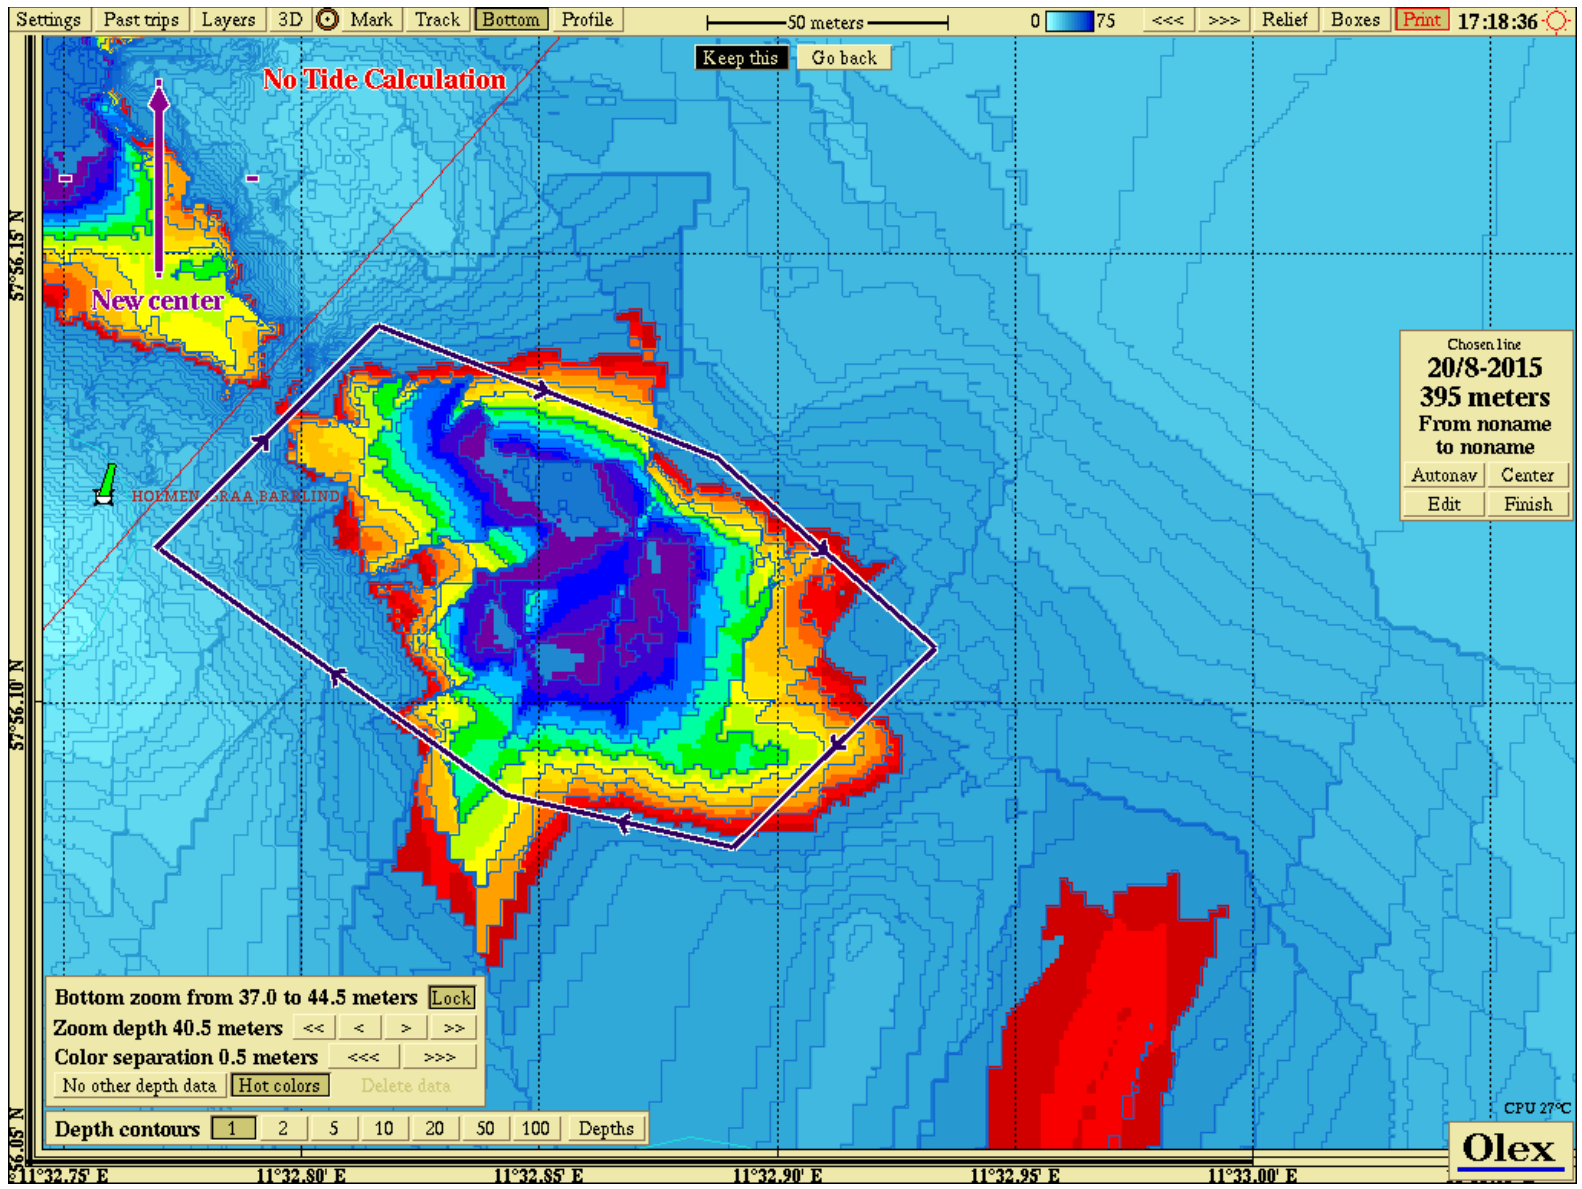 Settings Past trips Layers 3D Mark Track Bottom Profile 50 meters 0 75 <<< >>> Relief Boxes Print 17:18:36
Keep this Go back
No Tide Calculation
New center
57°56.15' N
Chosen line
20/8-2015
395 meters
From noname
to noname
Autonav Center
Edit Finish
57°56.10' N
Bottom zoom from 37.0 to 44.5 meters Lock
Zoom depth 40.5 meters << < > >>
Color separation 0.5 meters <<< >>>
No other depth data Hot colors Delete data
CPU 27°C
Depth contours 1 2 5 10 20 50 100 Depths
Olex
°56.05' N
11°32.75' E 11°32.80' E 11°32.85' E 11°32.90' E 11°32.95' E 11°33.00' E